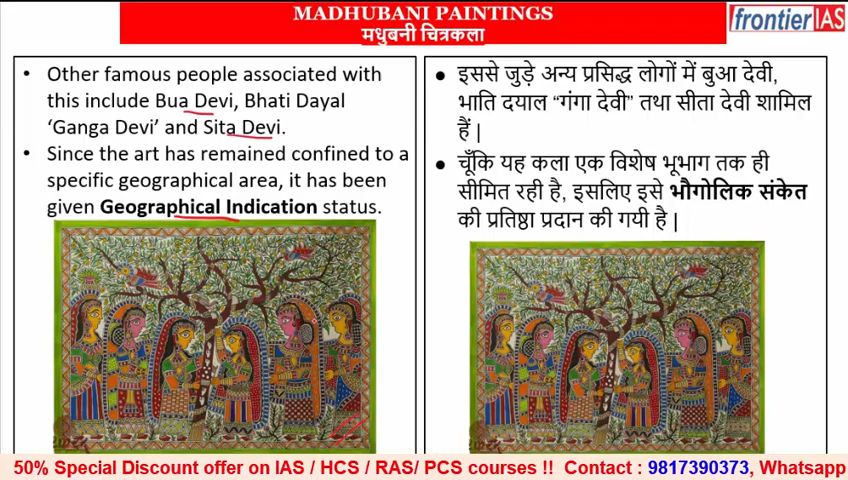 MADHUBANI PAINTINGS
मधुबनी चित्रकला
frontierIAS
• Other famous people associated with
this include Bua Devi, Bhati Dayal
‘Ganga Devi’ and Sita Devi.
• Since the art has remained confined to a
specific geographical area, it has been
given Geographical Indication status.
• इससे जुड़े अन्य प्रसिद्ध लोगों में बुआ देवी,
भाति दयाल “गंगा देवी” तथा सीता देवी शामिल
हैं |
• चूँकि यह कला एक विशेष भूभाग तक ही
सीमित रही है, इसलिए इसे भौगोलिक संकेत
की प्रतिष्ठा प्रदान की गयी है |
50% Special Discount offer on IAS / HCS / RAS/ PCS courses !! Contact : 9817390373, Whatsapp